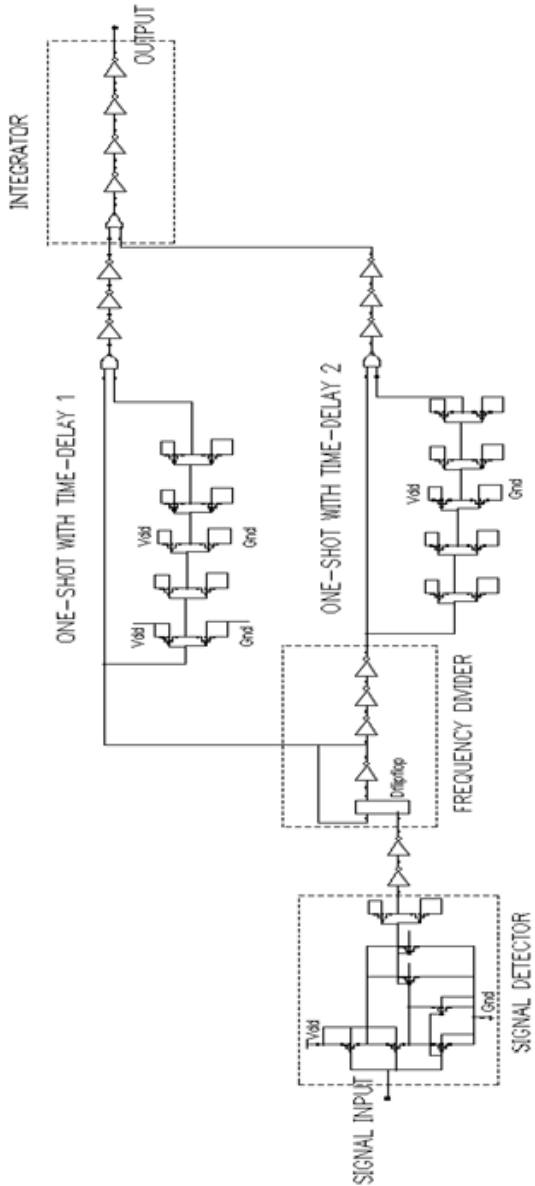 INTEGRATOR
OUTPUT
ONE-SHOT WITH TIME-DELAY 1
Vdd
Vdd
Gnd
Gnd
ONE-SHOT WITH TIME-DELAY 2
Vdd
Gnd
Dflipflop
FREQUENCY DIVIDER
Vdd
Gnd
SIGNAL INPUT
SIGNAL DETECTOR